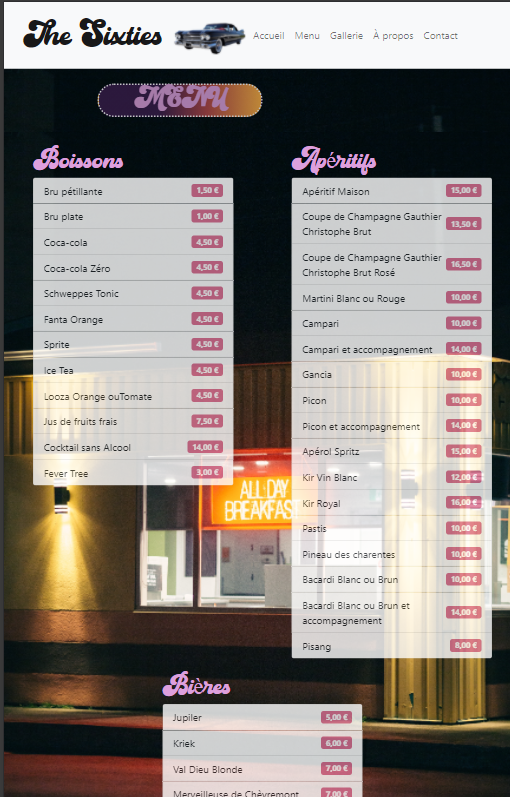 The Sixties
Accueil Menu Gallerie À propos Contact
MENU
Boissons
Bru pétillante 1,50 €
Bru plate 1,00 €
Coca-cola 4,50 €
Coca-cola Zéro 4,50 €
Schweppes Tonic 4,50 €
Fanta Orange 4,50 €
Sprite 4,50 €
Ice Tea 4,50 €
Looza Orange ouTomate 4,50 €
Jus de fruits frais 7,50 €
Cocktail sans Alcool 14,00 €
Fever Tree 3,00 €
Apéritifs
Apéritif Maison 15,00 €
Coupe de Champagne Gauthier
Christophe Brut 13,50 €
Coupe de Champagne Gauthier
Christophe Brut Rosé 16,50 €
Martini Blanc ou Rouge 10,00 €
Campari 10,00 €
Campari et accompagnement 14,00 €
Gancia 10,00 €
Picon 10,00 €
Picon et accompagnement 14,00 €
Apérol Spritz 15,00 €
Kir Vin Blanc 12,00 €
Kir Royal 16,00 €
Pastis 10,00 €
Pineau des charentes 10,00 €
Bacardi Blanc ou Brun 10,00 €
Bacardi Blanc ou Brun et
accompagnement 14,00 €
Pisang 8,00 €
ALL DAY
BREAKFAS
Bières
Jupiler 5,00 €
Kriek 6,00 €
Val Dieu Blonde 7,00 €
Merveilleuse de Chèvremont 7,00 €